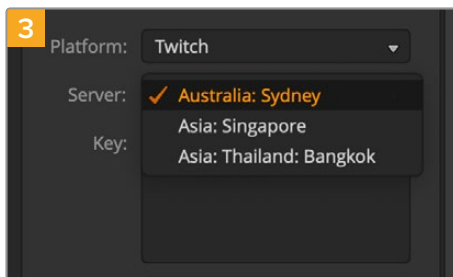 3
Platform: Twitch
Server: Australia: Sydney
Asia: Singapore
Key:
Asia: Thailand: Bangkok